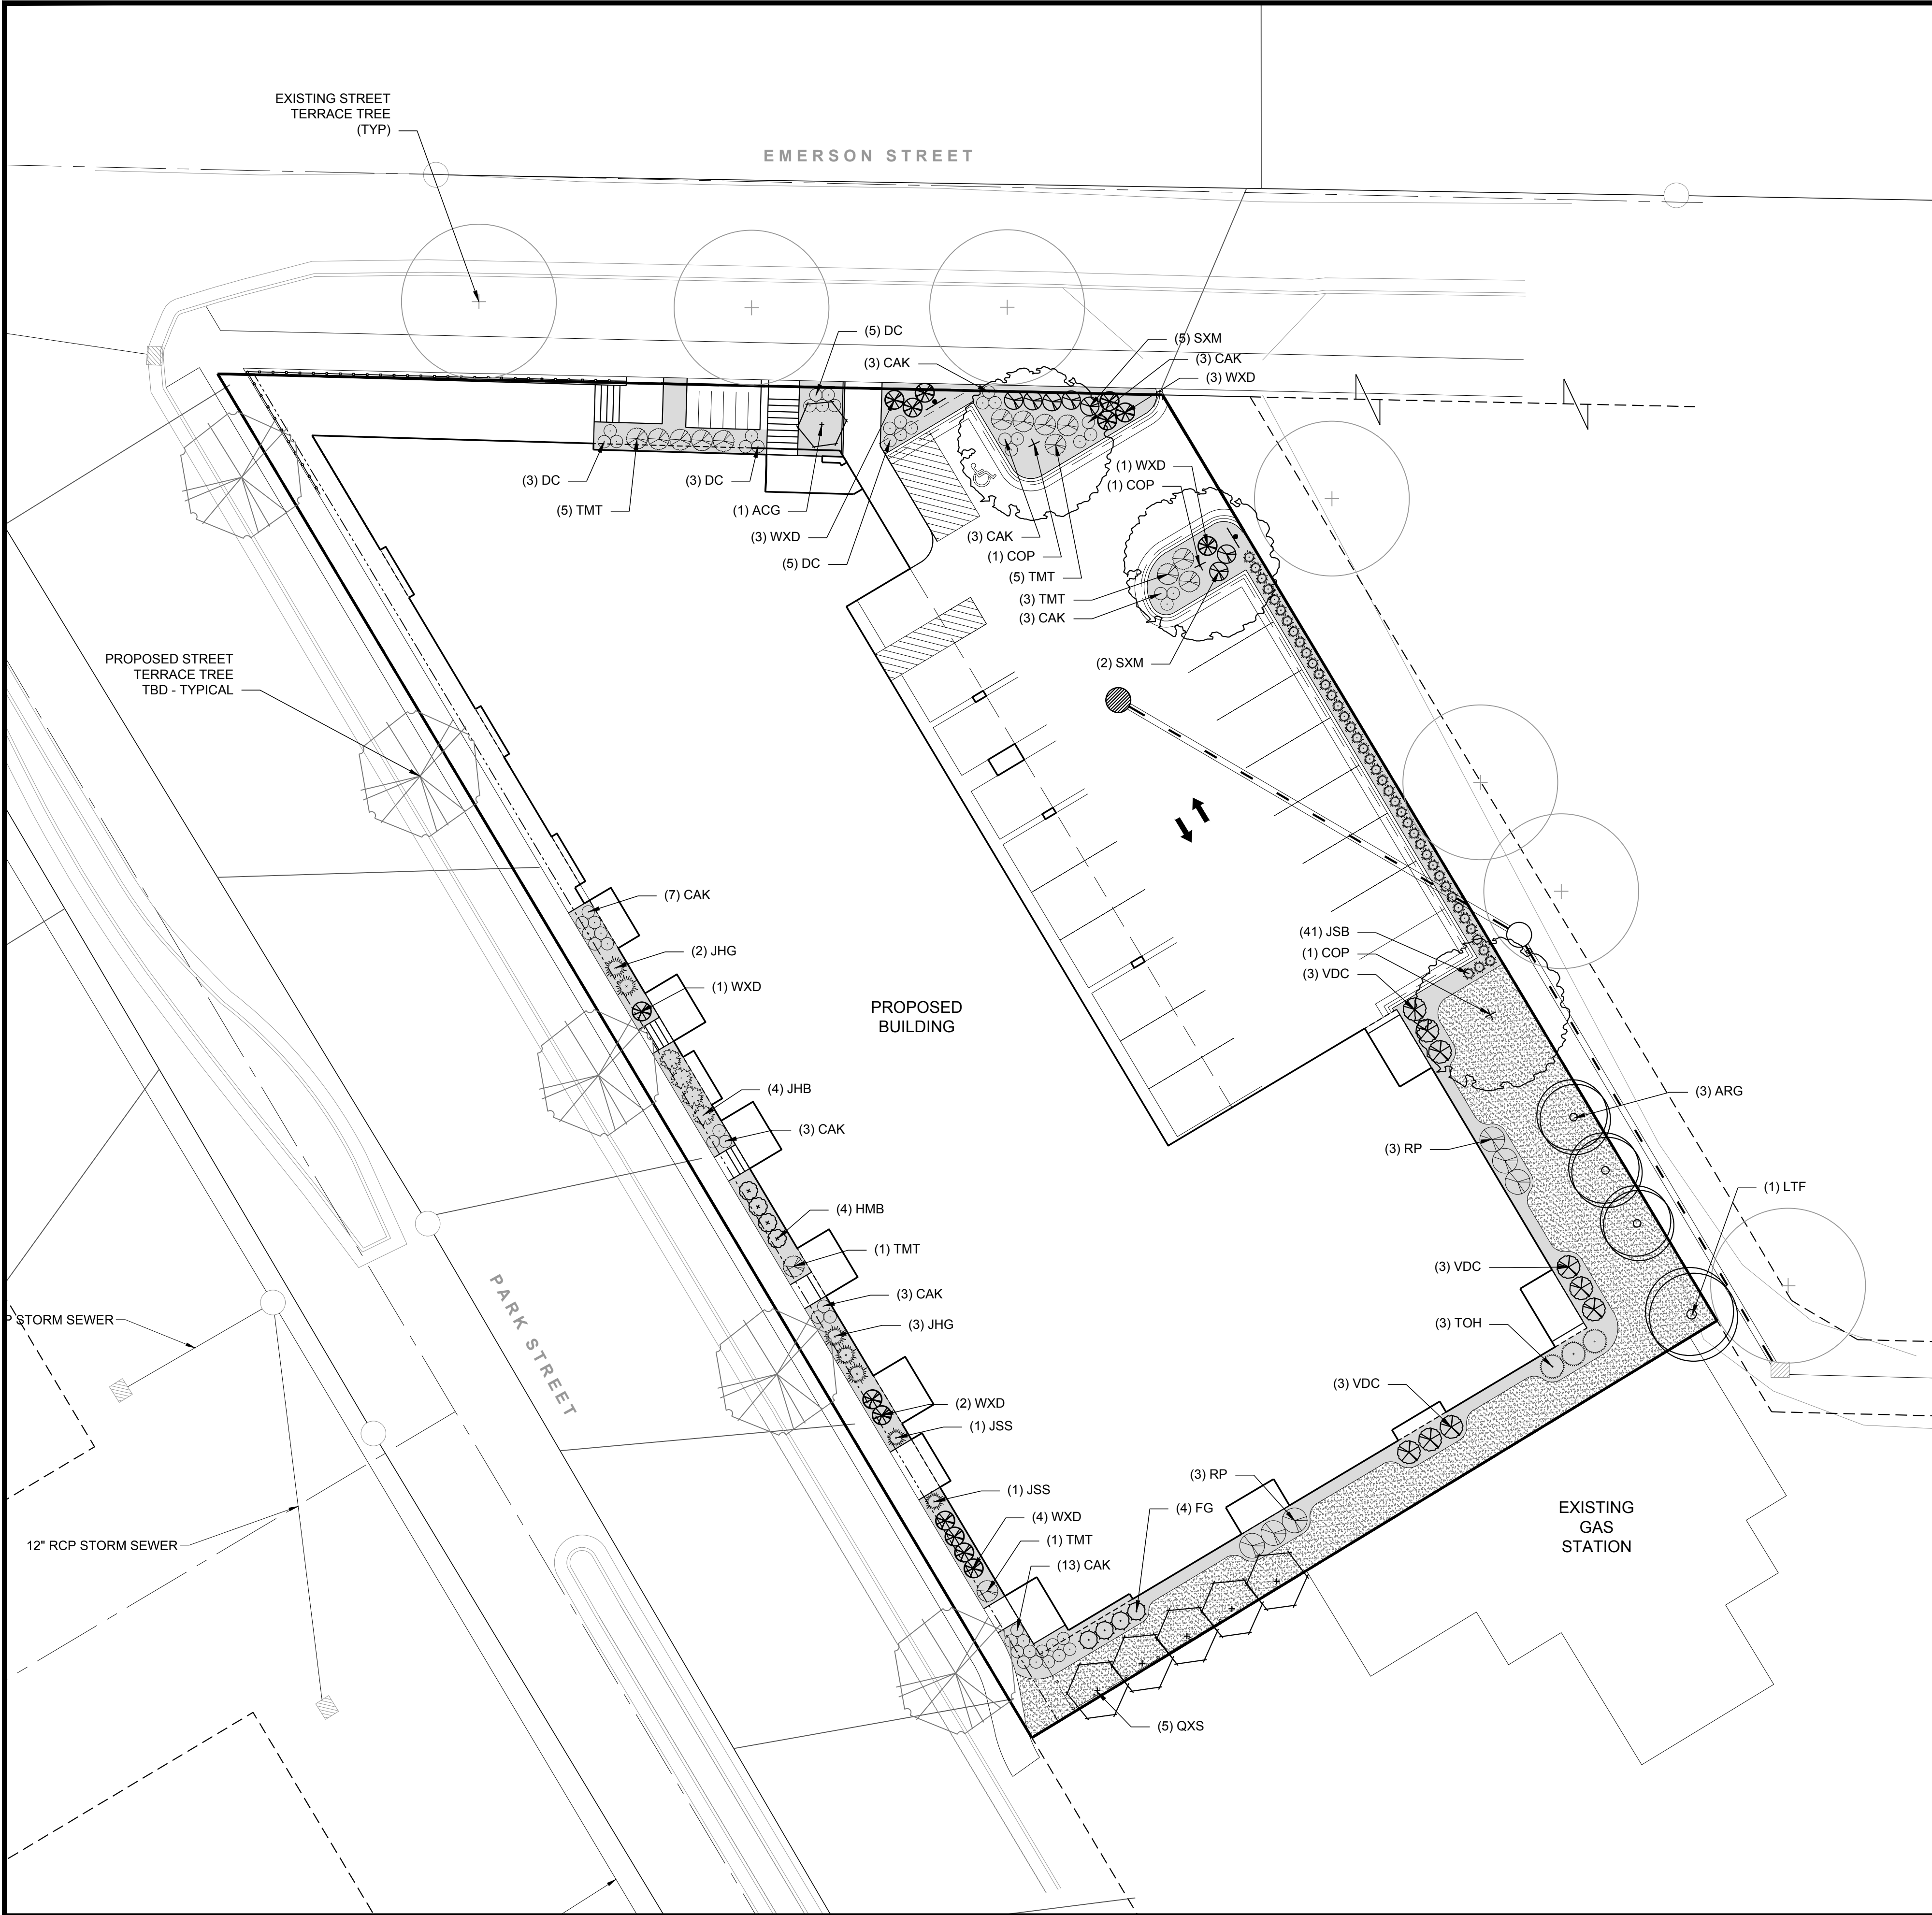 EXISTING STREET
TERRACE TREE
(TYP)
EMERSON STREET
(5) DC
(3) CAK
(5) SXM
(3) CAK
(3) WXD
(3) DC
(5) TMT
(3) DC
(1) ACG
(3) WXD
(5) DC
(3) CAK
(1) COP
(5) TMT
(1) WXD
(1) COP
(3) TMT
(3) CAK
(2) SXM
PROPOSED STREET
TERRACE TREE
TBD - TYPICAL
(7) CAK
(2) JHG
(1) WXD
(4) JHB
(3) CAK
(4) HMB
(1) TMT
(3) CAK
(3) JHG
(2) WXD
(1) JSS
(1) JSS
(4) WXD
(1) TMT
(13) CAK
PROPOSED
BUILDING
(41) JSB
(1) COP
(3) VDC
(3) ARG
(3) RP
(1) LTF
(3) VDC
(3) TOH
(3) VDC
(3) RP
(4) FG
(5) QXS
EXISTING
GAS
STATION
PARK STREET
P STORM SEWER
12" RCP STORM SEWER